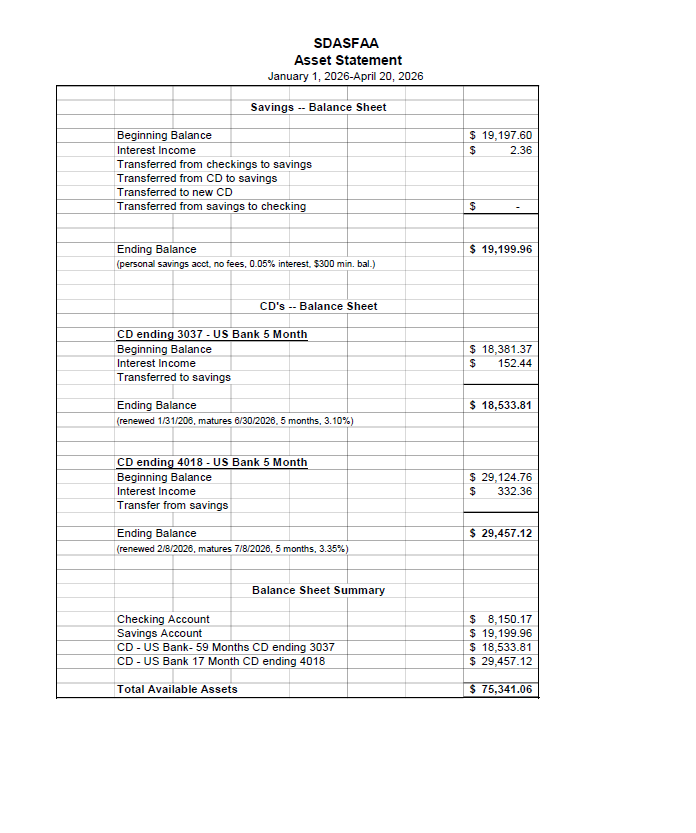 SDASFAA
Asset Statement
January 1, 2026-April 20, 2026
Savings -- Balance Sheet
Beginning Balance $ 19,197.60
Interest Income $ 2.36
Transferred from checkings to savings
Transferred from CD to savings
Transferred to new CD
Transferred from savings to checking $ -
Ending Balance $ 19,199.96
(personal savings acct, no fees, 0.05% interest, $300 min. bal.)
CD's -- Balance Sheet
CD ending 3037 - US Bank 5 Month
Beginning Balance $ 18,381.37
Interest Income $ 152.44
Transferred to savings
Ending Balance $ 18,533.81
(renewed 1/31/206, matures 6/30/2026, 5 months, 3.10%)
CD ending 4018 - US Bank 5 Month
Beginning Balance $ 29,124.76
Interest Income $ 332.36
Transfer from savings
Ending Balance $ 29,457.12
(renewed 2/8/2026, matures 7/8/2026, 5 months, 3.35%)
Balance Sheet Summary
Checking Account $ 8,150.17
Savings Account $ 19,199.96
CD - US Bank- 59 Months CD ending 3037 $ 18,533.81
CD - US Bank 17 Month CD ending 4018 $ 29,457.12
Total Available Assets $ 75,341.06